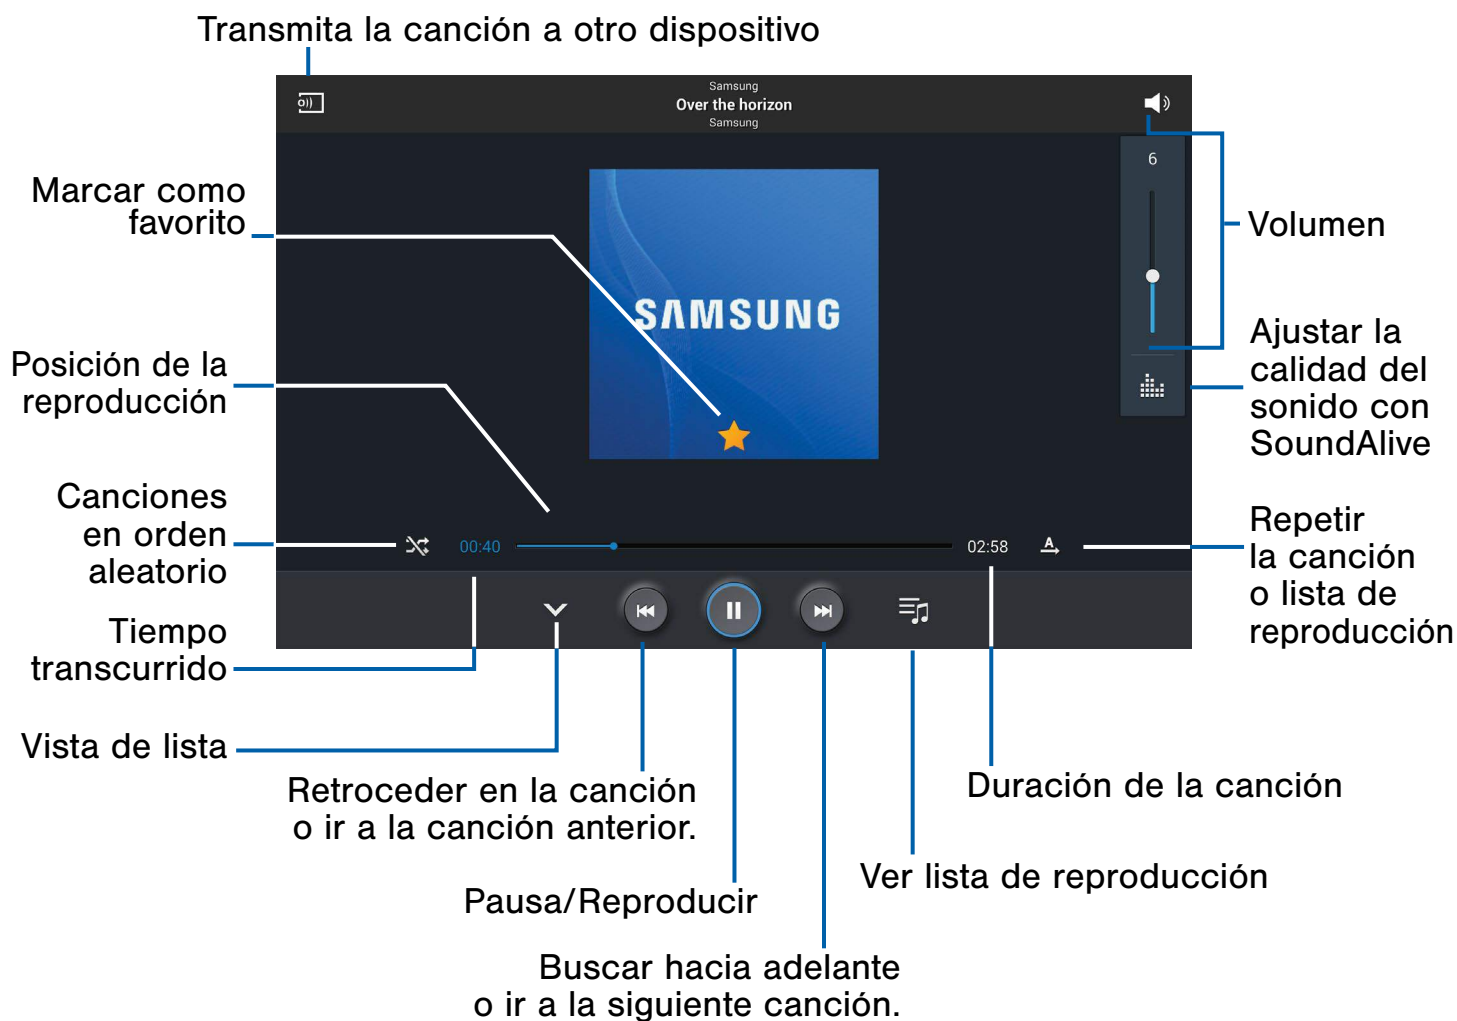 Transmita la canción a otro dispositivo
Samsung
Over the horizon
Samsung
6
Marcar como
favorito
SAMSUNG
Volumen
Posición de la
reproducción
Ajustar la
calidad del
sonido con
SoundAlive
Canciones
en orden
aleatorio
00:40
02:58
A
Repetir
la canción
o lista de
reproducción
Tiempo
transcurrido
Vista de lista
Retroceder en la canción
o ir a la canción anterior.
Duración de la canción
Pausa/Reproducir
Ver lista de reproducción
Buscar hacia adelante
o ir a la siguiente canción.